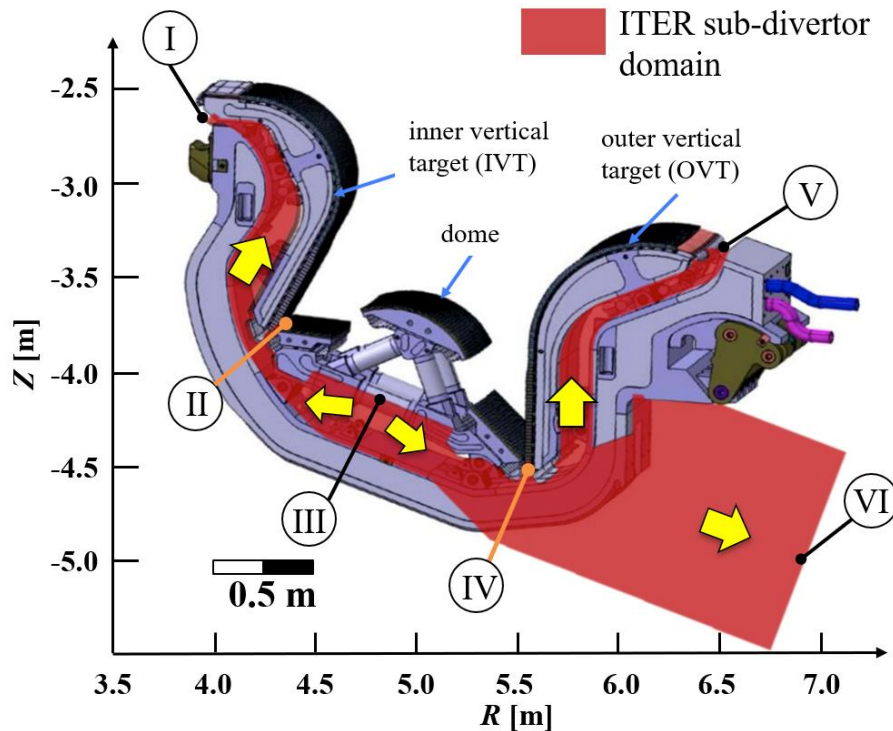 I
ITER sub-divertor
domain
-2.5
inner vertical
target (IVT)
outer vertical
target (OVT)
V
-3.0
dome
-3.5
Z [m]
-4.0
II
-4.5
III
VI
-5.0
IV
0.5 m
3.5 4.0 4.5 5.0 5.5 6.0 6.5 7.0
R [m]